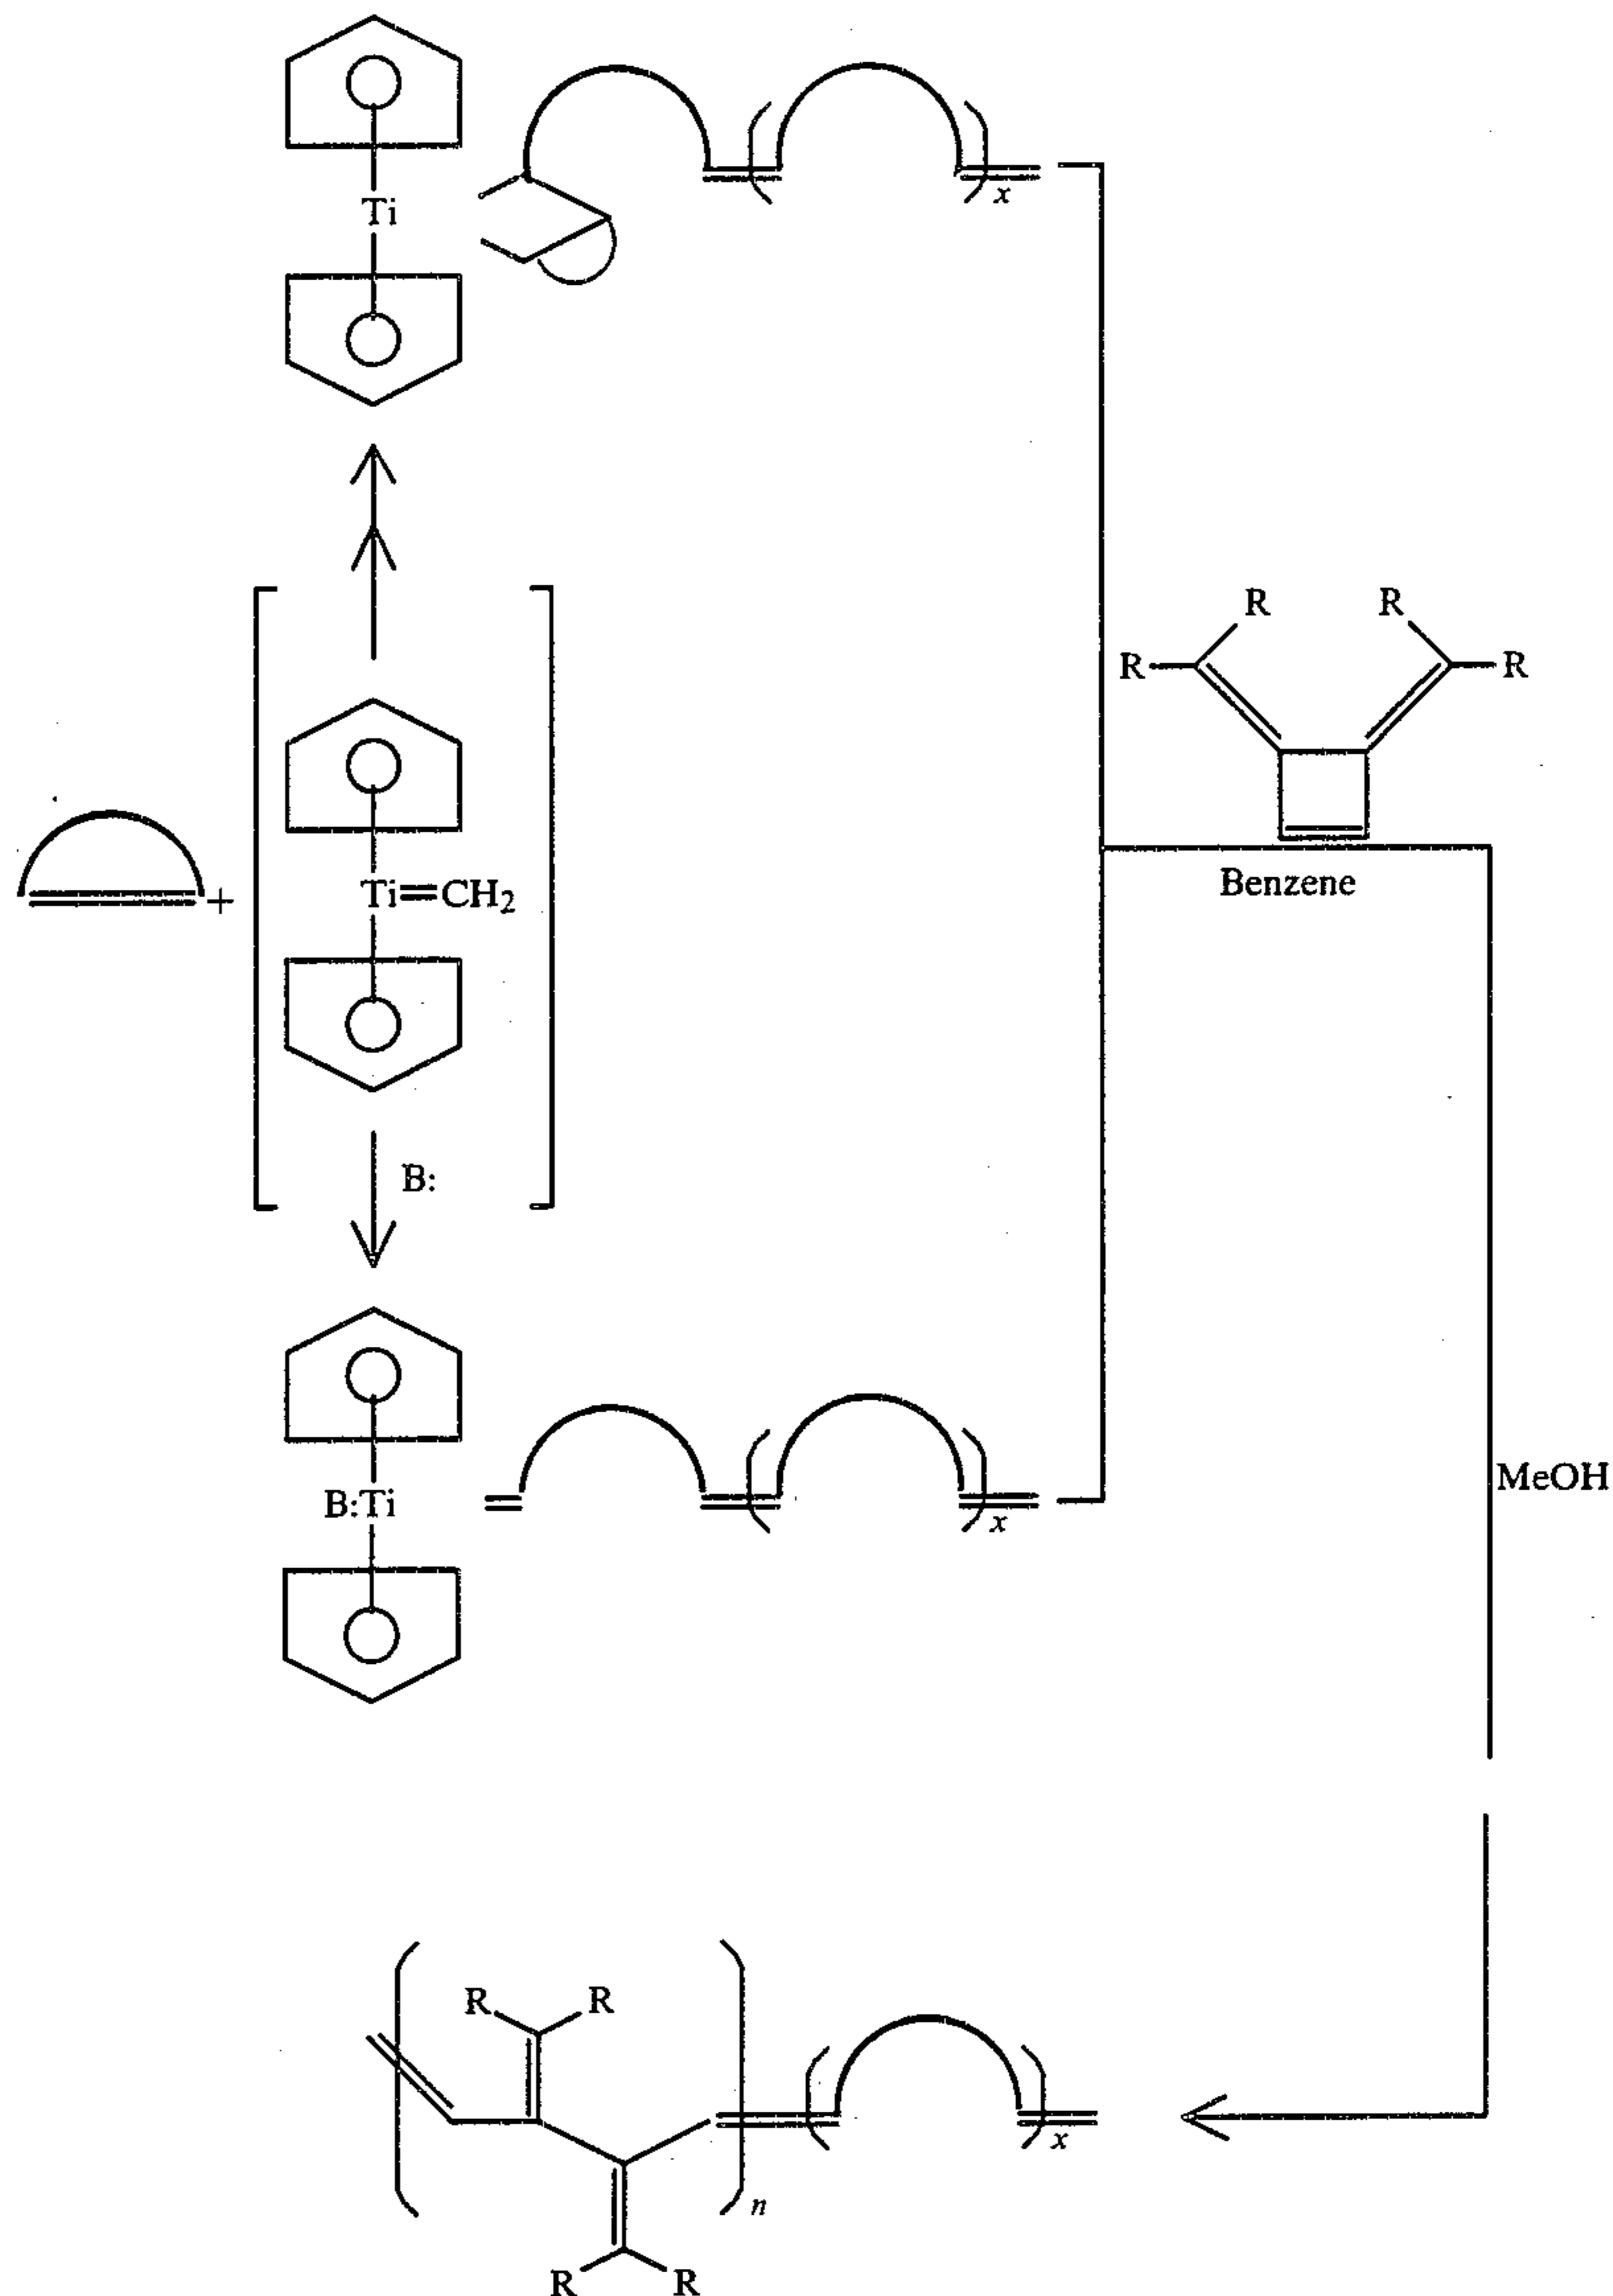 Ti
x
R R
R R
Ti=CH2
+
Benzene
B:
MeOH
B:Ti
x
R R
x
n
R R